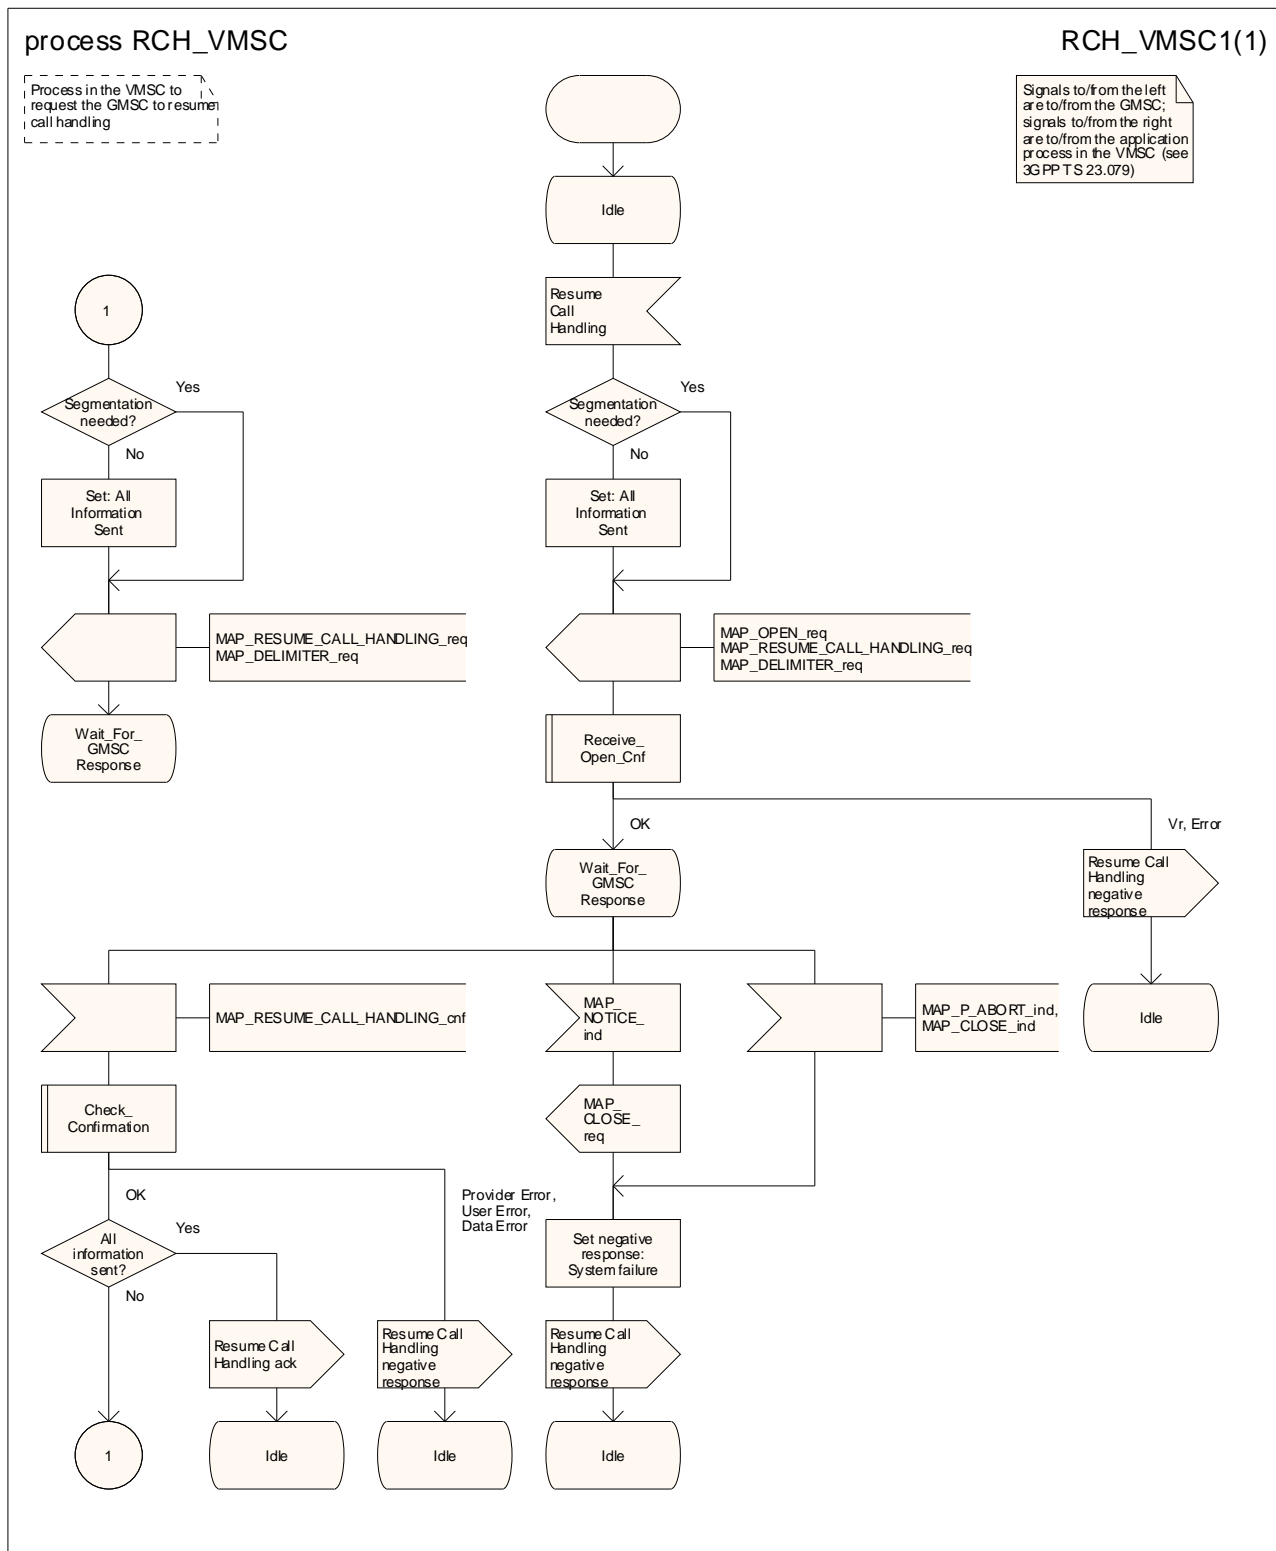 process RCH_VMSC
RCH_VMSC1(1)
Process in the VMSC to
request the GMSC to resume
call handling
Signals to/from the left
are to/from the GMSC;
signals to/from the right
are to/from the application
process in the VMSC (see
3GPP TS 23.079)
Idle
Resume
Call
Handling
1
Segmentation
needed?
Yes
No
Segmentation
needed?
Yes
No
Set: All
Information
Sent
Set: All
Information
Sent
MAP_RESUME_CALL_HANDLING_req
MAP_DELIMITER_req
MAP_OPEN_req
MAP_RESUME_CALL_HANDLING_req
MAP_DELIMITER_req
Wait_For_
GMSC
Response
Receive_
Open_Cnf
OK
Vr, Error
Wait_For_
GMSC
Response
Resume Call
Handling
negative
response
MAP_RESUME_CALL_HANDLING_cnf
MAP_
NOTICE_
ind
MAP_P_ABORT_ind,
MAP_CLOSE_ind
Idle
Check_
Confirmation
MAP_
CLOSE_
req
OK
Provider Error,
User Error,
Data Error
All
information
sent?
Yes
No
Set negative
response:
System failure
Resume Call
Handling ack
Resume Call
Handling
negative
response
Resume Call
Handling
negative
response
1
Idle
Idle
Idle